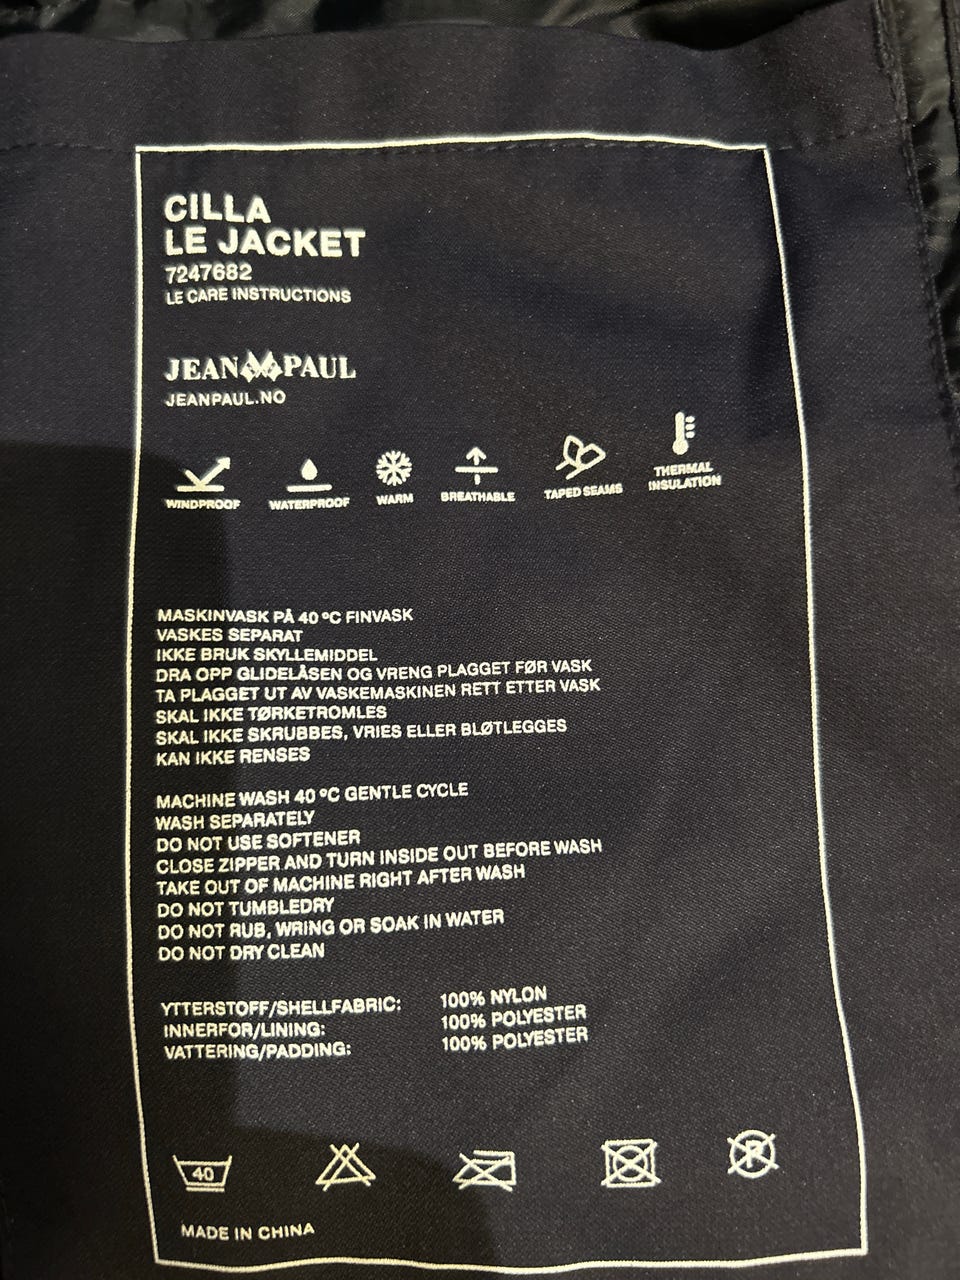 CILLA
LE JACKET
7247682
LE CARE INSTRUCTIONS
JEAN PAUL
JEANPAUL.NO
WINDPROOF
WATERPROOF
WARM
BREATHABLE
TAPED SEAMS
THERMAL
INSULATION
MASKINVASK PÅ 40 ºC FINVASK
VASKES SEPARAT
IKKE BRUK SKYLLEMIDDEL
DRA OPP GLIDELÅSEN OG VRENG PLAGGET FØR VASK
TA PLAGGET UT AV VASKEMASKINEN RETT ETTER VASK
SKAL IKKE TØRKETROMLES
SKAL IKKE SKRUBBES, VRIES ELLER BLØTLEGGES
KAN IKKE RENSES
MACHINE WASH 40 ºC GENTLE CYCLE
WASH SEPARATELY
DO NOT USE SOFTENER
CLOSE ZIPPER AND TURN INSIDE OUT BEFORE WASH
TAKE OUT OF MACHINE RIGHT AFTER WASH
DO NOT TUMBLEDRY
DO NOT RUB, WRING OR SOAK IN WATER
DO NOT DRY CLEAN
YTTERSTOFF/SHELLFABRIC: 100% NYLON
INNERFOR/LINING: 100% POLYESTER
VATTERING/PADDING: 100% POLYESTER
40
P
MADE IN CHINA